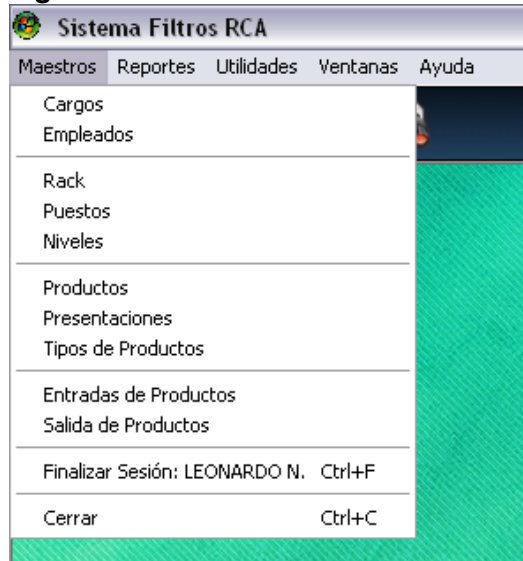 Sistema Filtros RCA
Maestros Reportes Utilidades Ventanas Ayuda
Cargos
Empleados
Rack
Puestos
Niveles
Productos
Presentaciones
Tipos de Productos
Entradas de Productos
Salida de Productos
Finalizar Sesión: LEONARDO N. Ctrl+F
Cerrar Ctrl+C